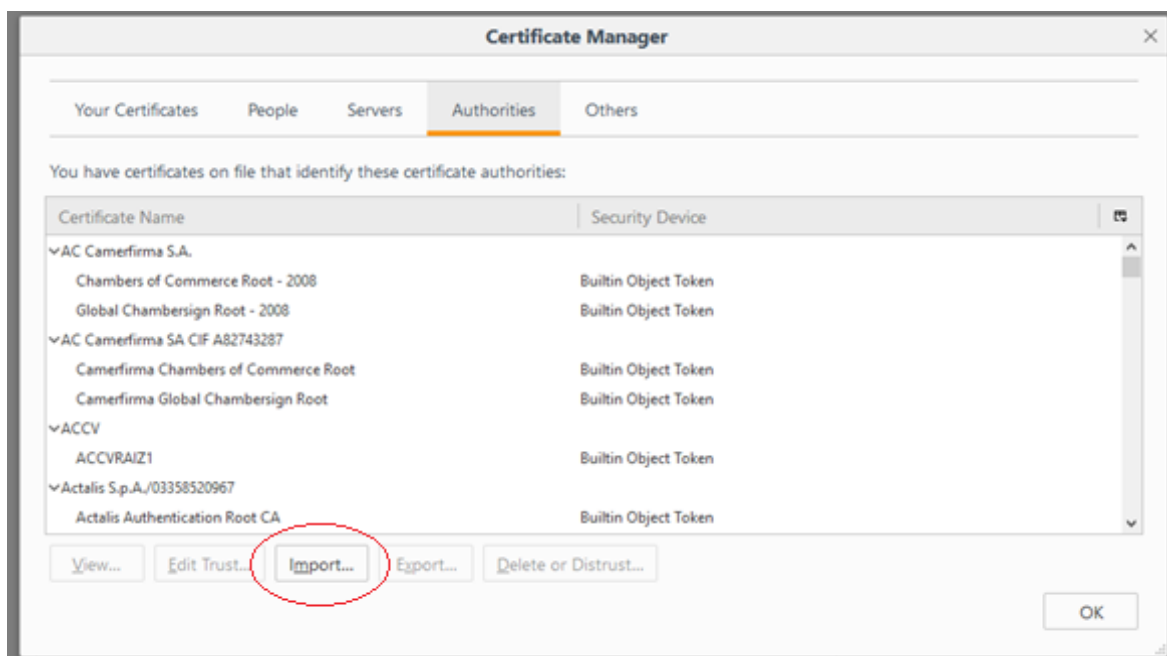 Certificate Manager
Your Certificates People Servers Authorities Others
You have certificates on file that identify these certificate authorities:
Certificate Name Security Device
AC Camerfirma S.A.
Chambers of Commerce Root - 2008 Builtin Object Token
Global Chambersign Root - 2008 Builtin Object Token
AC Camerfirma SA CIF A82743287
Camerfirma Chambers of Commerce Root Builtin Object Token
Camerfirma Global Chambersign Root Builtin Object Token
ACCV
ACCVRAIZ1 Builtin Object Token
Actalis S.p.A./03358520967
Actalis Authentication Root CA Builtin Object Token
View... Edit Trust... Import... Export... Delete or Distrust...
OK